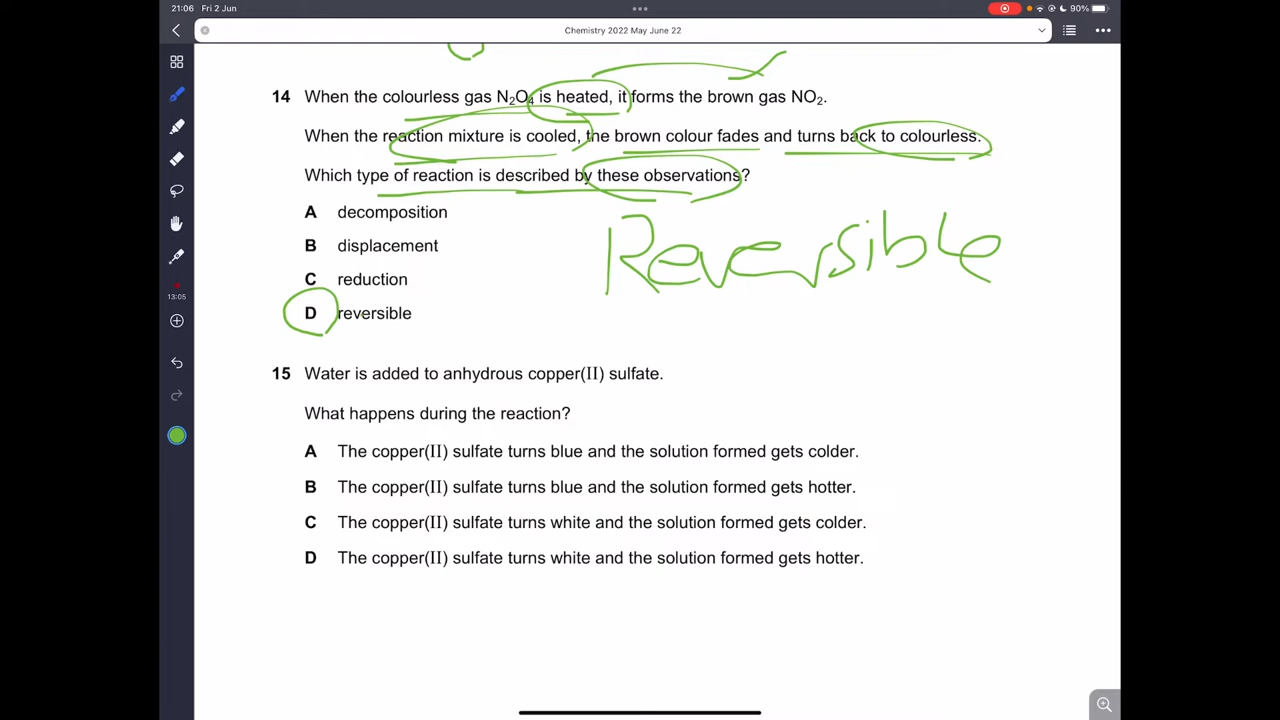 21:06 Fri 2 Jun
90%
Chemistry 2022 May June 22
14 When the colourless gas N₂O₄ is heated, it forms the brown gas NO₂.
When the reaction mixture is cooled, the brown colour fades and turns back to colourless.
Which type of reaction is described by these observations?
A decomposition
B displacement
C reduction
D reversible
Reversible
13:05
15 Water is added to anhydrous copper(II) sulfate.
What happens during the reaction?
A The copper(II) sulfate turns blue and the solution formed gets colder.
B The copper(II) sulfate turns blue and the solution formed gets hotter.
C The copper(II) sulfate turns white and the solution formed gets colder.
D The copper(II) sulfate turns white and the solution formed gets hotter.